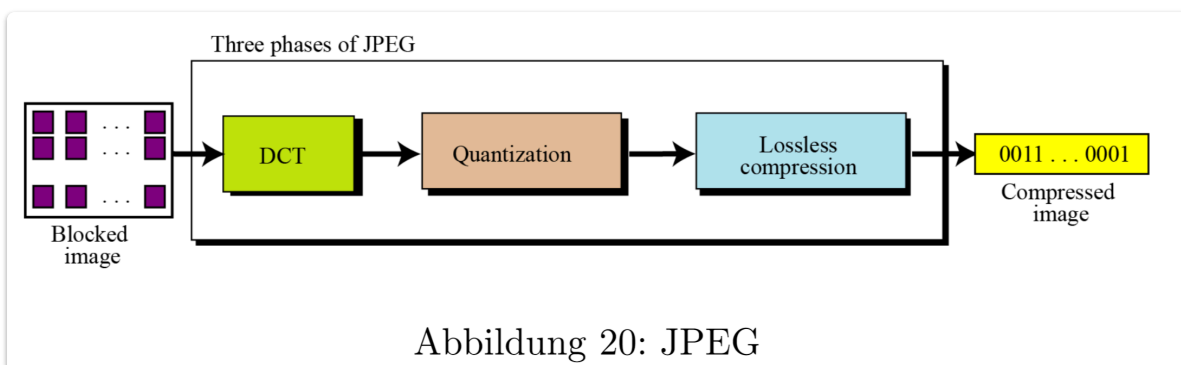 Three phases of JPEG
. . .
. . .
. . .
Blocked
image
DCT
Quantization
Lossless
compression
0011 . . . 0001
Compressed
image
Abbildung 20: JPEG